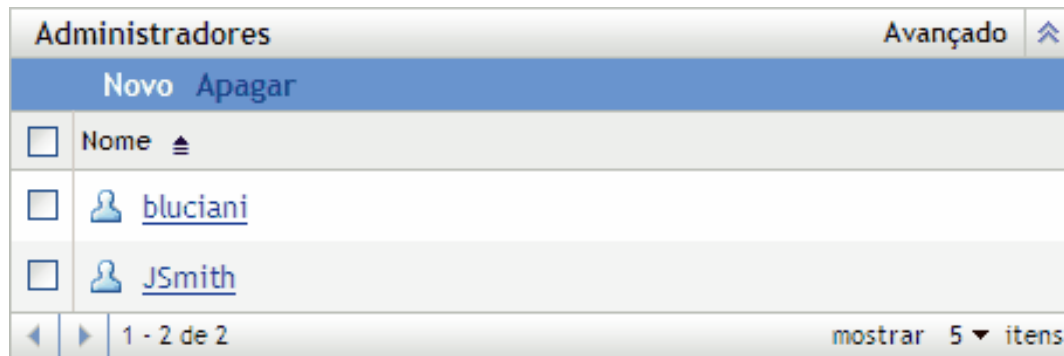 Administradores Avançado
Novo Apagar
Nome
bluciani
JSmith
1 - 2 de 2 mostrar 5 itens